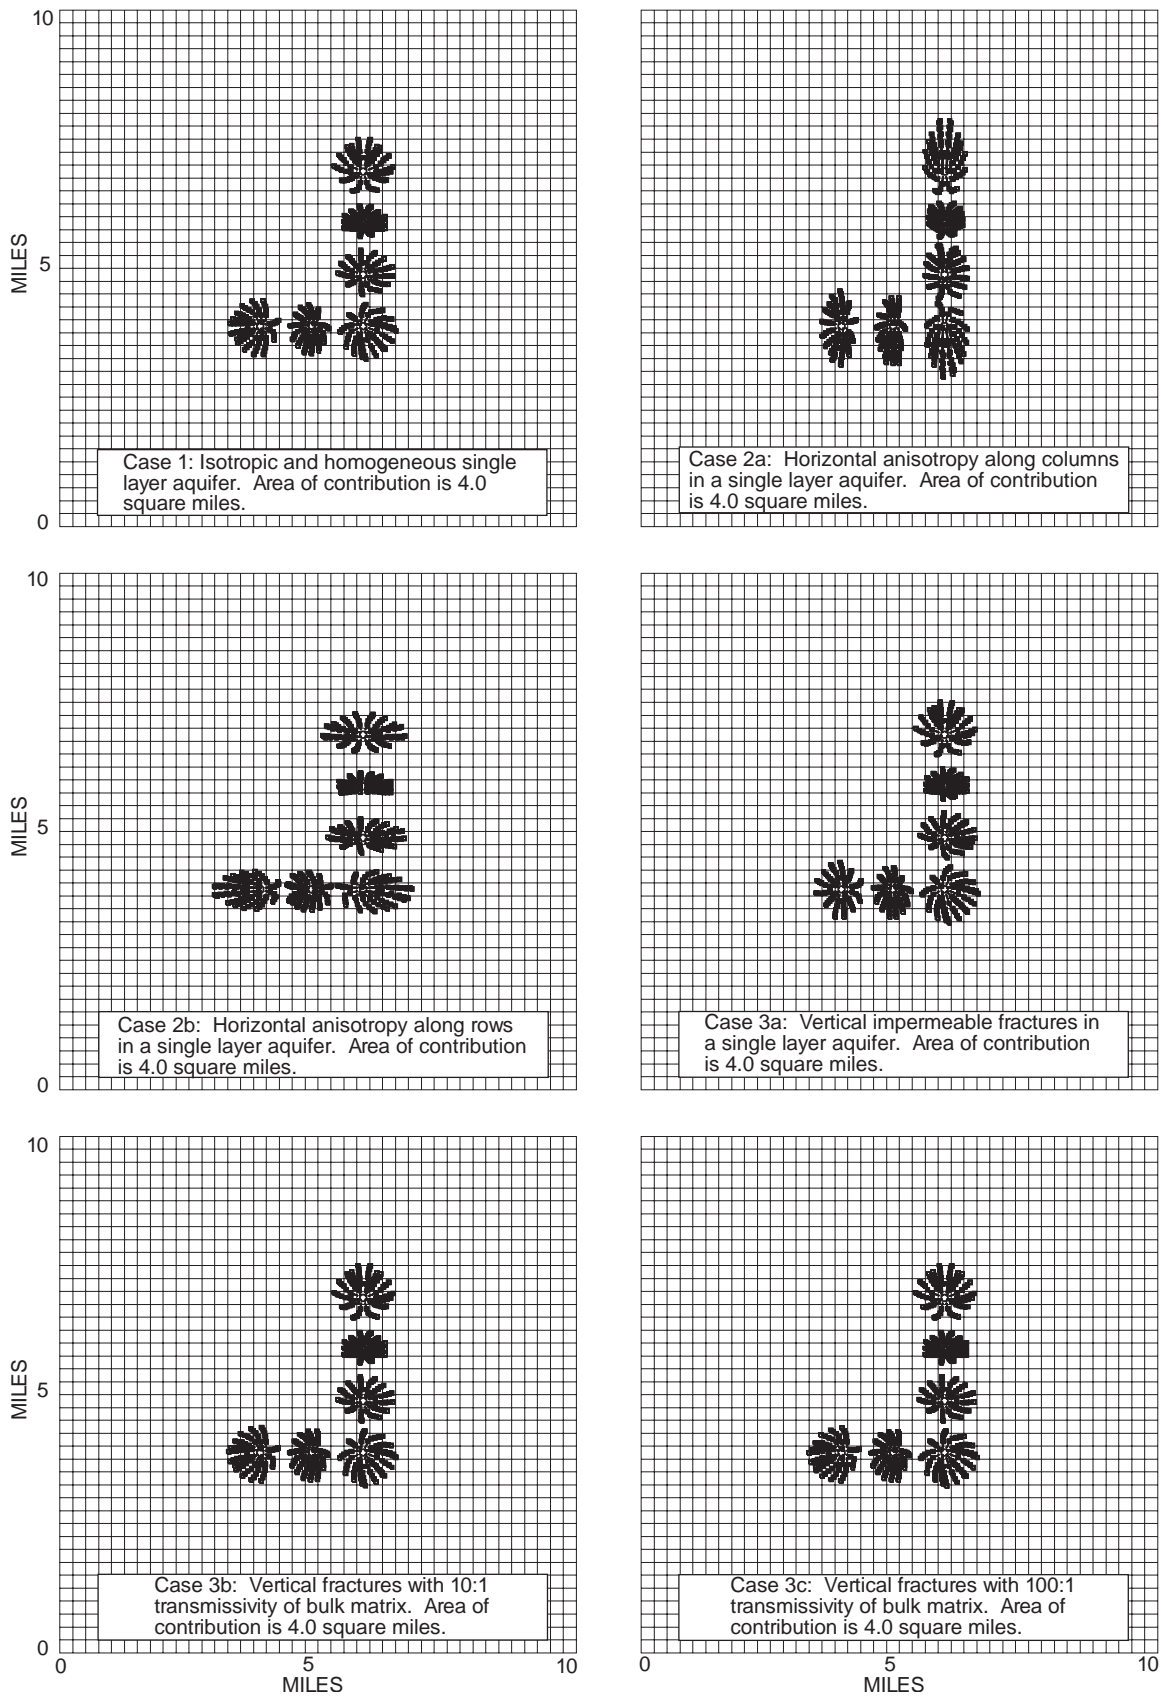 10
MILES
5
0
Case 1: Isotropic and homogeneous single
layer aquifer. Area of contribution is 4.0
square miles.
Case 2a: Horizontal anisotropy along columns
in a single layer aquifer. Area of contribution
is 4.0 square miles.
10
MILES
5
0
Case 2b: Horizontal anisotropy along rows
in a single layer aquifer. Area of contribution
is 4.0 square miles.
Case 3a: Vertical impermeable fractures in
a single layer aquifer. Area of contribution
is 4.0 square miles.
10
MILES
5
0
Case 3b: Vertical fractures with 10:1
transmissivity of bulk matrix. Area of
contribution is 4.0 square miles.
0 5 10
MILES
Case 3c: Vertical fractures with 100:1
transmissivity of bulk matrix. Area of
contribution is 4.0 square miles.
0 5 10
MILES